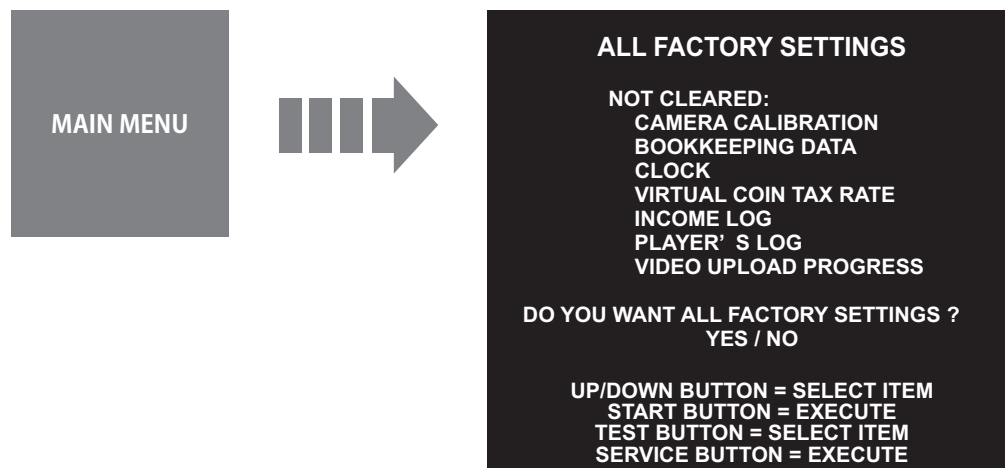 MAIN MENU
ALL FACTORY SETTINGS
NOT CLEARED:
CAMERA CALIBRATION
BOOKKEEPING DATA
CLOCK
VIRTUAL COIN TAX RATE
INCOME LOG
PLAYER’ S LOG
VIDEO UPLOAD PROGRESS
DO YOU WANT ALL FACTORY SETTINGS ?
YES / NO
UP/DOWN BUTTON = SELECT ITEM
START BUTTON = EXECUTE
TEST BUTTON = SELECT ITEM
SERVICE BUTTON = EXECUTE